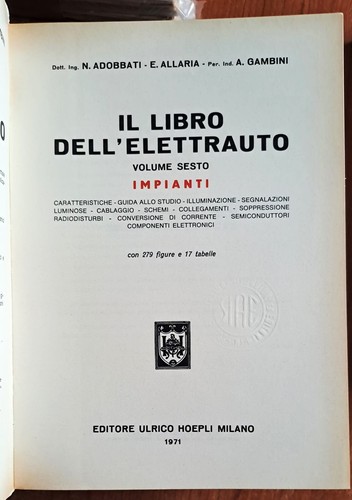 Dott. Ing. N. ADOBBATI - E. ALLARIA - Per. Ind. A. GAMBINI
IL LIBRO
DELL'ELETTRAUTO
VOLUME SESTO
IMPIANTI
CARATTERISTICHE - GUIDA ALLO STUDIO - ILLUMINAZIONE - SEGNALAZIONI
LUMINOSE - CABLAGGIO - SCHEMI - COLLEGAMENTI - SOPPRESSIONE
RADIODISTURBI - CONVERSIONE DI CORRENTE - SEMICONDUTTORI
COMPONENTI ELETTRONICI
con 279 figure e 17 tabelle
EDITORE ULRICO HOEPLI MILANO
1971